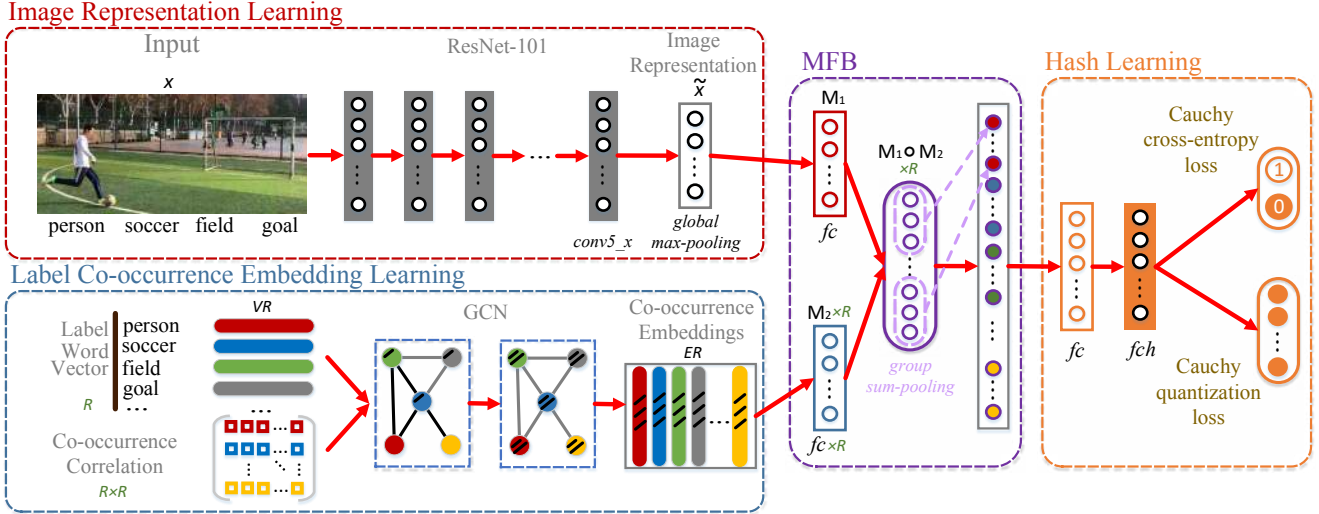 Image Representation Learning
Input
x
person soccer field goal
ResNet-101
...
conv5_x
Image
Representation
x̃
global
max-pooling
Label Co-occurrence Embedding Learning
Label
Word
Vector
R
person
soccer
field
goal
...
VR
...
Co-occurrence
Correlation
R×R
GCN
Co-occurrence
Embeddings
ER
...
MFB
M₁
fc
M₂×R
fc×R
M₁∘M₂
×R
group
sum-pooling
Hash Learning
fc
fch
Cauchy
cross-entropy
loss
1
0
Cauchy
quantization
loss